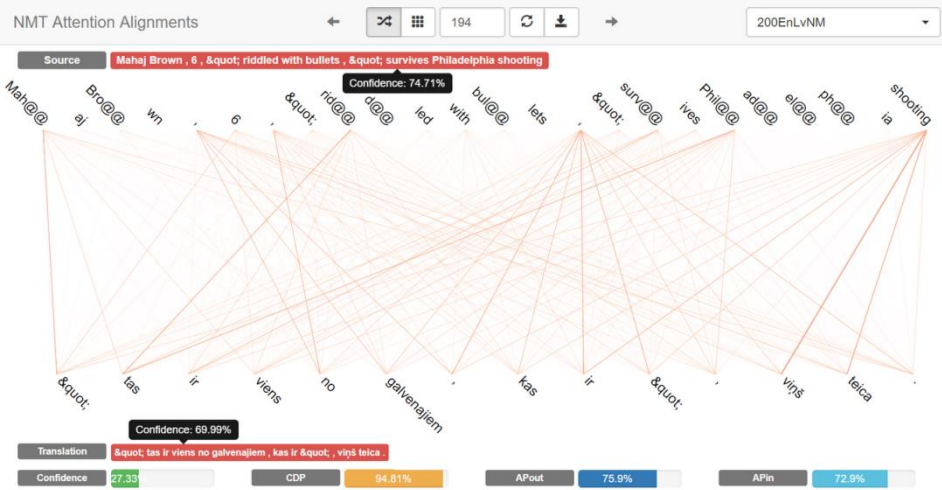 NMT Attention Alignments 194 200EnLvNM
Source Mahaj Brown , 6 , &quot; riddled with bullets , &quot; survives Philadelphia shooting
Confidence: 74.71%
Mah@@ aj Bro@@ wn , 6 , &quot; rid@@ d@@ led with bul@@ lets , &quot; surv@@ ives Phil@@ ad@@ el@@ ph@@ ia shooting
&quot; tas ir viens no galvenajiem , kas ir &quot; , viņš teica .
Confidence: 69.99%
Translation &quot; tas ir viens no galvenajiem , kas ir &quot; , viņš teica .
Confidence 27.33% CDP 94.81% APout 75.9% APin 72.9%